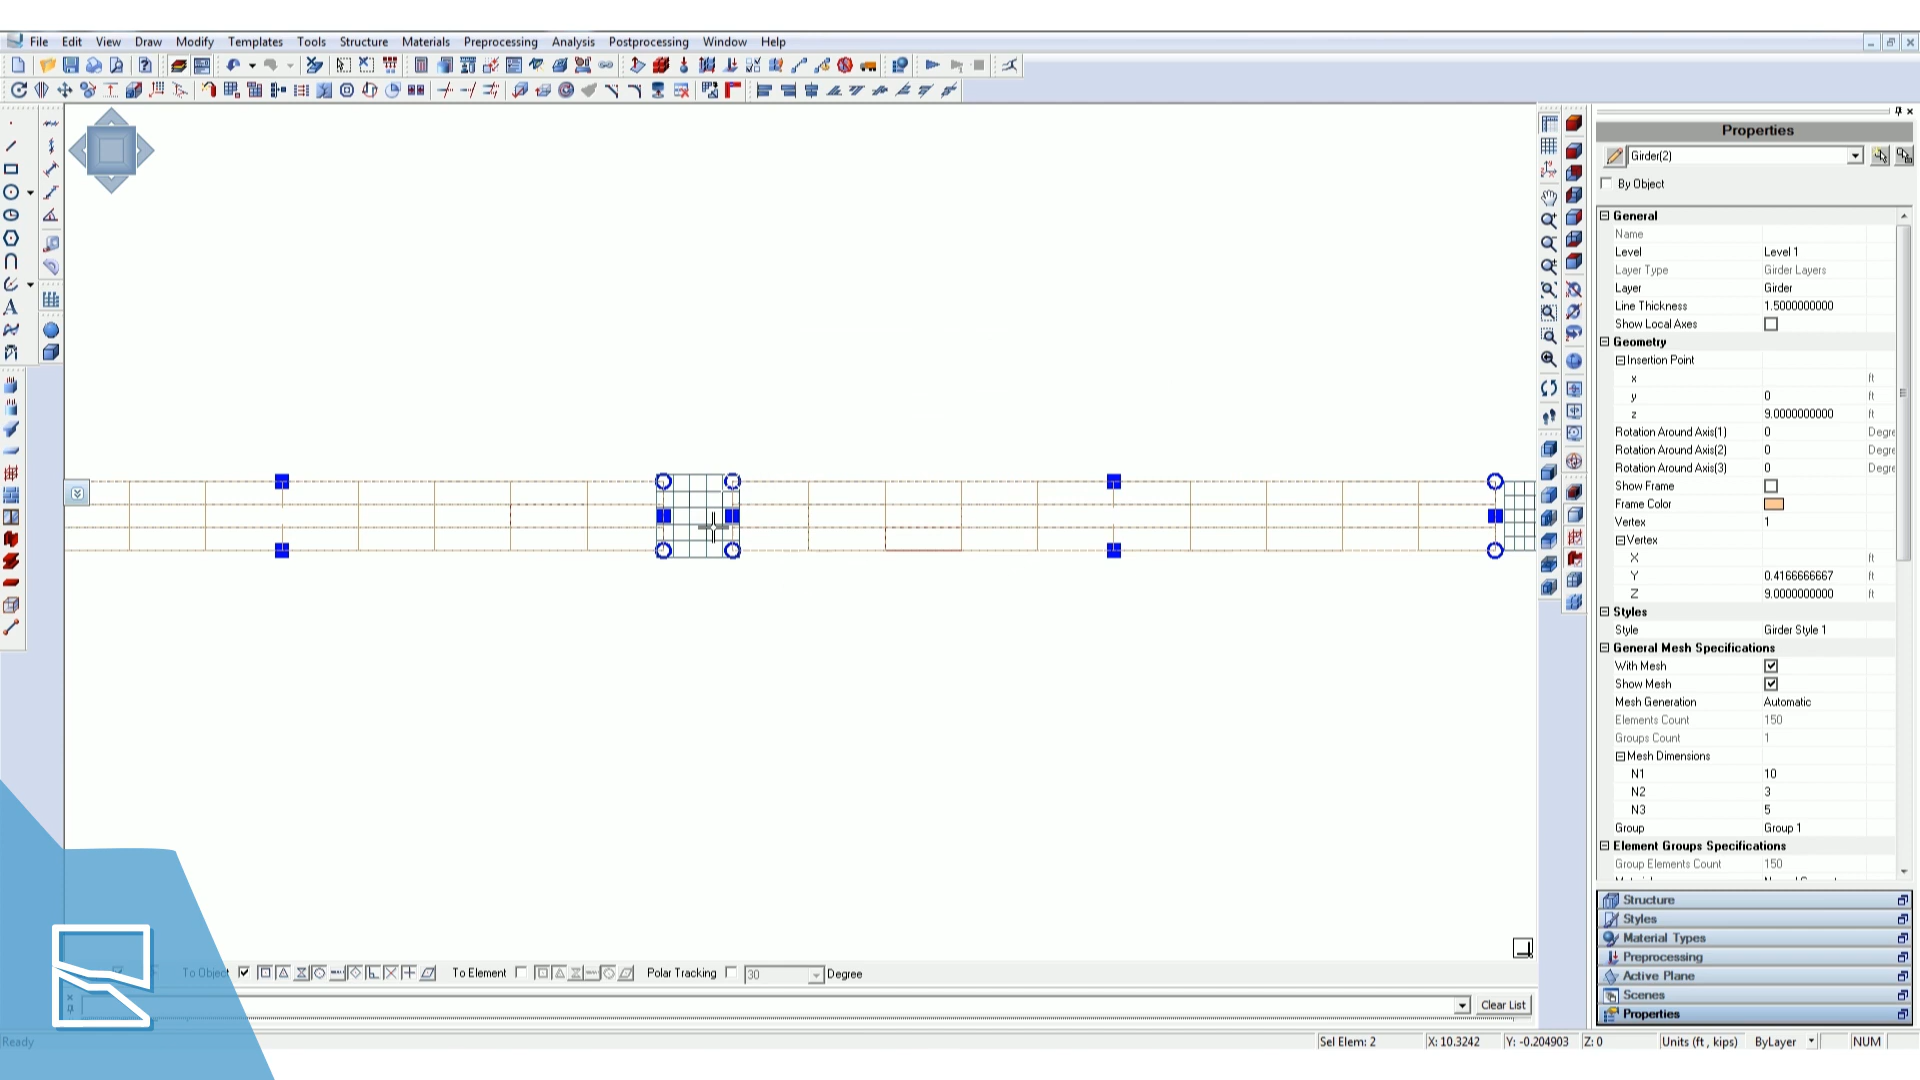 File Edit View Draw Modify Templates Tools Structure Materials Preprocessing Analysis Postprocessing Window Help
Properties
Girder(2)
By Object
General
Name
Level Level 1
Layer Type Girder Layers
Layer Girder
Line Thickness 1.5000000000
Show Local Axes
Geometry
Insertion Point
x ft
y 0 ft
z 9.0000000000 ft
Rotation Around Axis(1) 0 Degre
Rotation Around Axis(2) 0 Degre
Rotation Around Axis(3) 0 Degre
Show Frame
Frame Color
Vertex 1
Vertex
X ft
Y 0.4166666667 ft
Z 9.0000000000 ft
Styles
Style Girder Style 1
General Mesh Specifications
With Mesh
Show Mesh
Mesh Generation Automatic
Elements Count 150
Groups Count 1
Mesh Dimensions
N1 10
N2 3
N3 5
Group Group 1
Element Groups Specifications
Group Elements Count 150
Structure
Styles
Material Types
Preprocessing
Active Plane
Scenes
Properties
To Object To Element Polar Tracking 30 Degree
Clear List
Ready Sel Elem: 2 X: 10.3242 Y: -0.204903 Z: 0 Units (ft , kips) ByLayer NUM